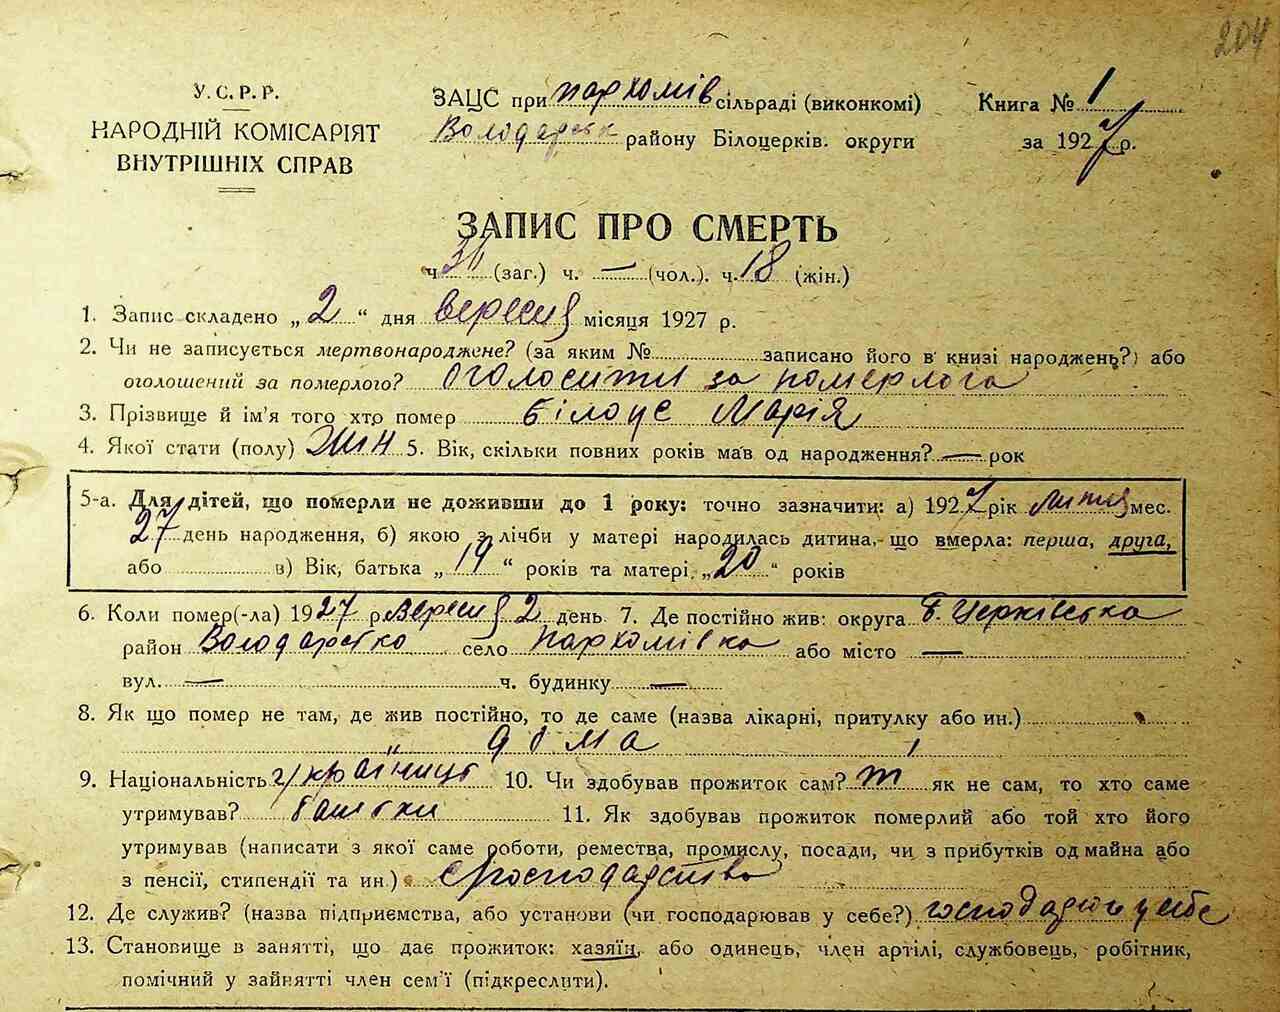 204
У.С.Р.Р.
НАРОДНІЙ КОМІСАРІЯТ
ВНУТРІШНІХ СПРАВ
ЗАЦС при Пархомів сільраді (виконкомі)
Володарськ району Білоцерків. округи
Книга № 1
за 1927 р.
ЗАПИС ПРО СМЕРТЬ
ч. (заг.) ч. — (чол.). ч. 18 (жін.)
1. Запис складено „2“ дня вересня місяця 1927 р.
2. Чи не записується мертвонароджене? (за яким № записано його в книзі народжень?) або
оголошений за померлого? оголосити за померлога
3. Прізвище й ім'я того хто помер Білоус Марія
4. Якої стати (полу) жін 5. Вік, скільки повних років мав од народження? — рок
5-а. Для дітей, що померли не доживши до 1 року: точно зазначити: а) 1927 рік липня мес.
27 день народження, б) якою з лічби у матері народилась дитина, що вмерла: перша, друга,
або в) Вік, батька „19“ років та матері „20“ років
6. Коли помер(-ла) 1927 р. вересня 2 день 7. Де постійно жив: округа Б. Церківська
район Володарсько село Пархомівка або місто —
вул. — ч. будинку —
8. Як що помер не там, де жив постійно, то де саме (назва лікарні, притулку або ин.)
„ дома
9. Національність українць 10. Чи здобував прожиток сам? як не сам, то хто саме
утримував? батьки 11. Як здобував прожиток померлий або той хто його
утримував (написати з якої саме роботи, ремества, промислу, посади, чи з прибутків од майна або
з пенсії, стипендії та ин.) з господарства
12. Де служив? (назва підприємства, або установи (чи господарював у себе?) господарюв у себе
13. Становище в занятті, що дає прожиток: хазяїн, або одинець, член артілі, службовець, робітник,
помічний у зайнятті член сем'ї (підкреслити).